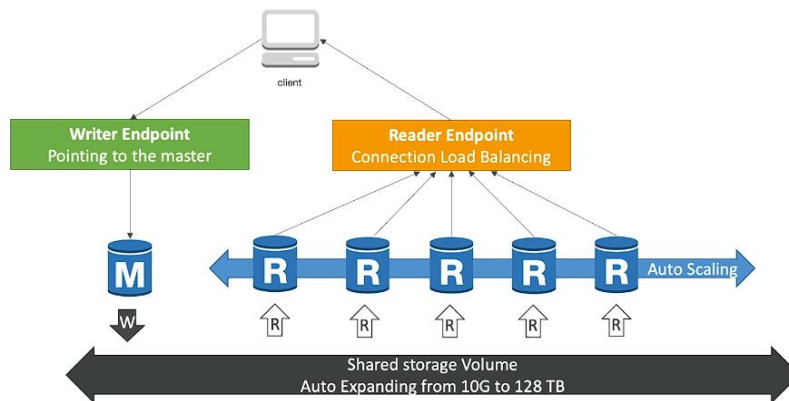 client
Writer Endpoint
Pointing to the master
Reader Endpoint
Connection Load Balancing
M
R
R
R
R
R
Auto Scaling
W
R
R
R
R
R
Shared storage Volume
Auto Expanding from 10G to 128 TB